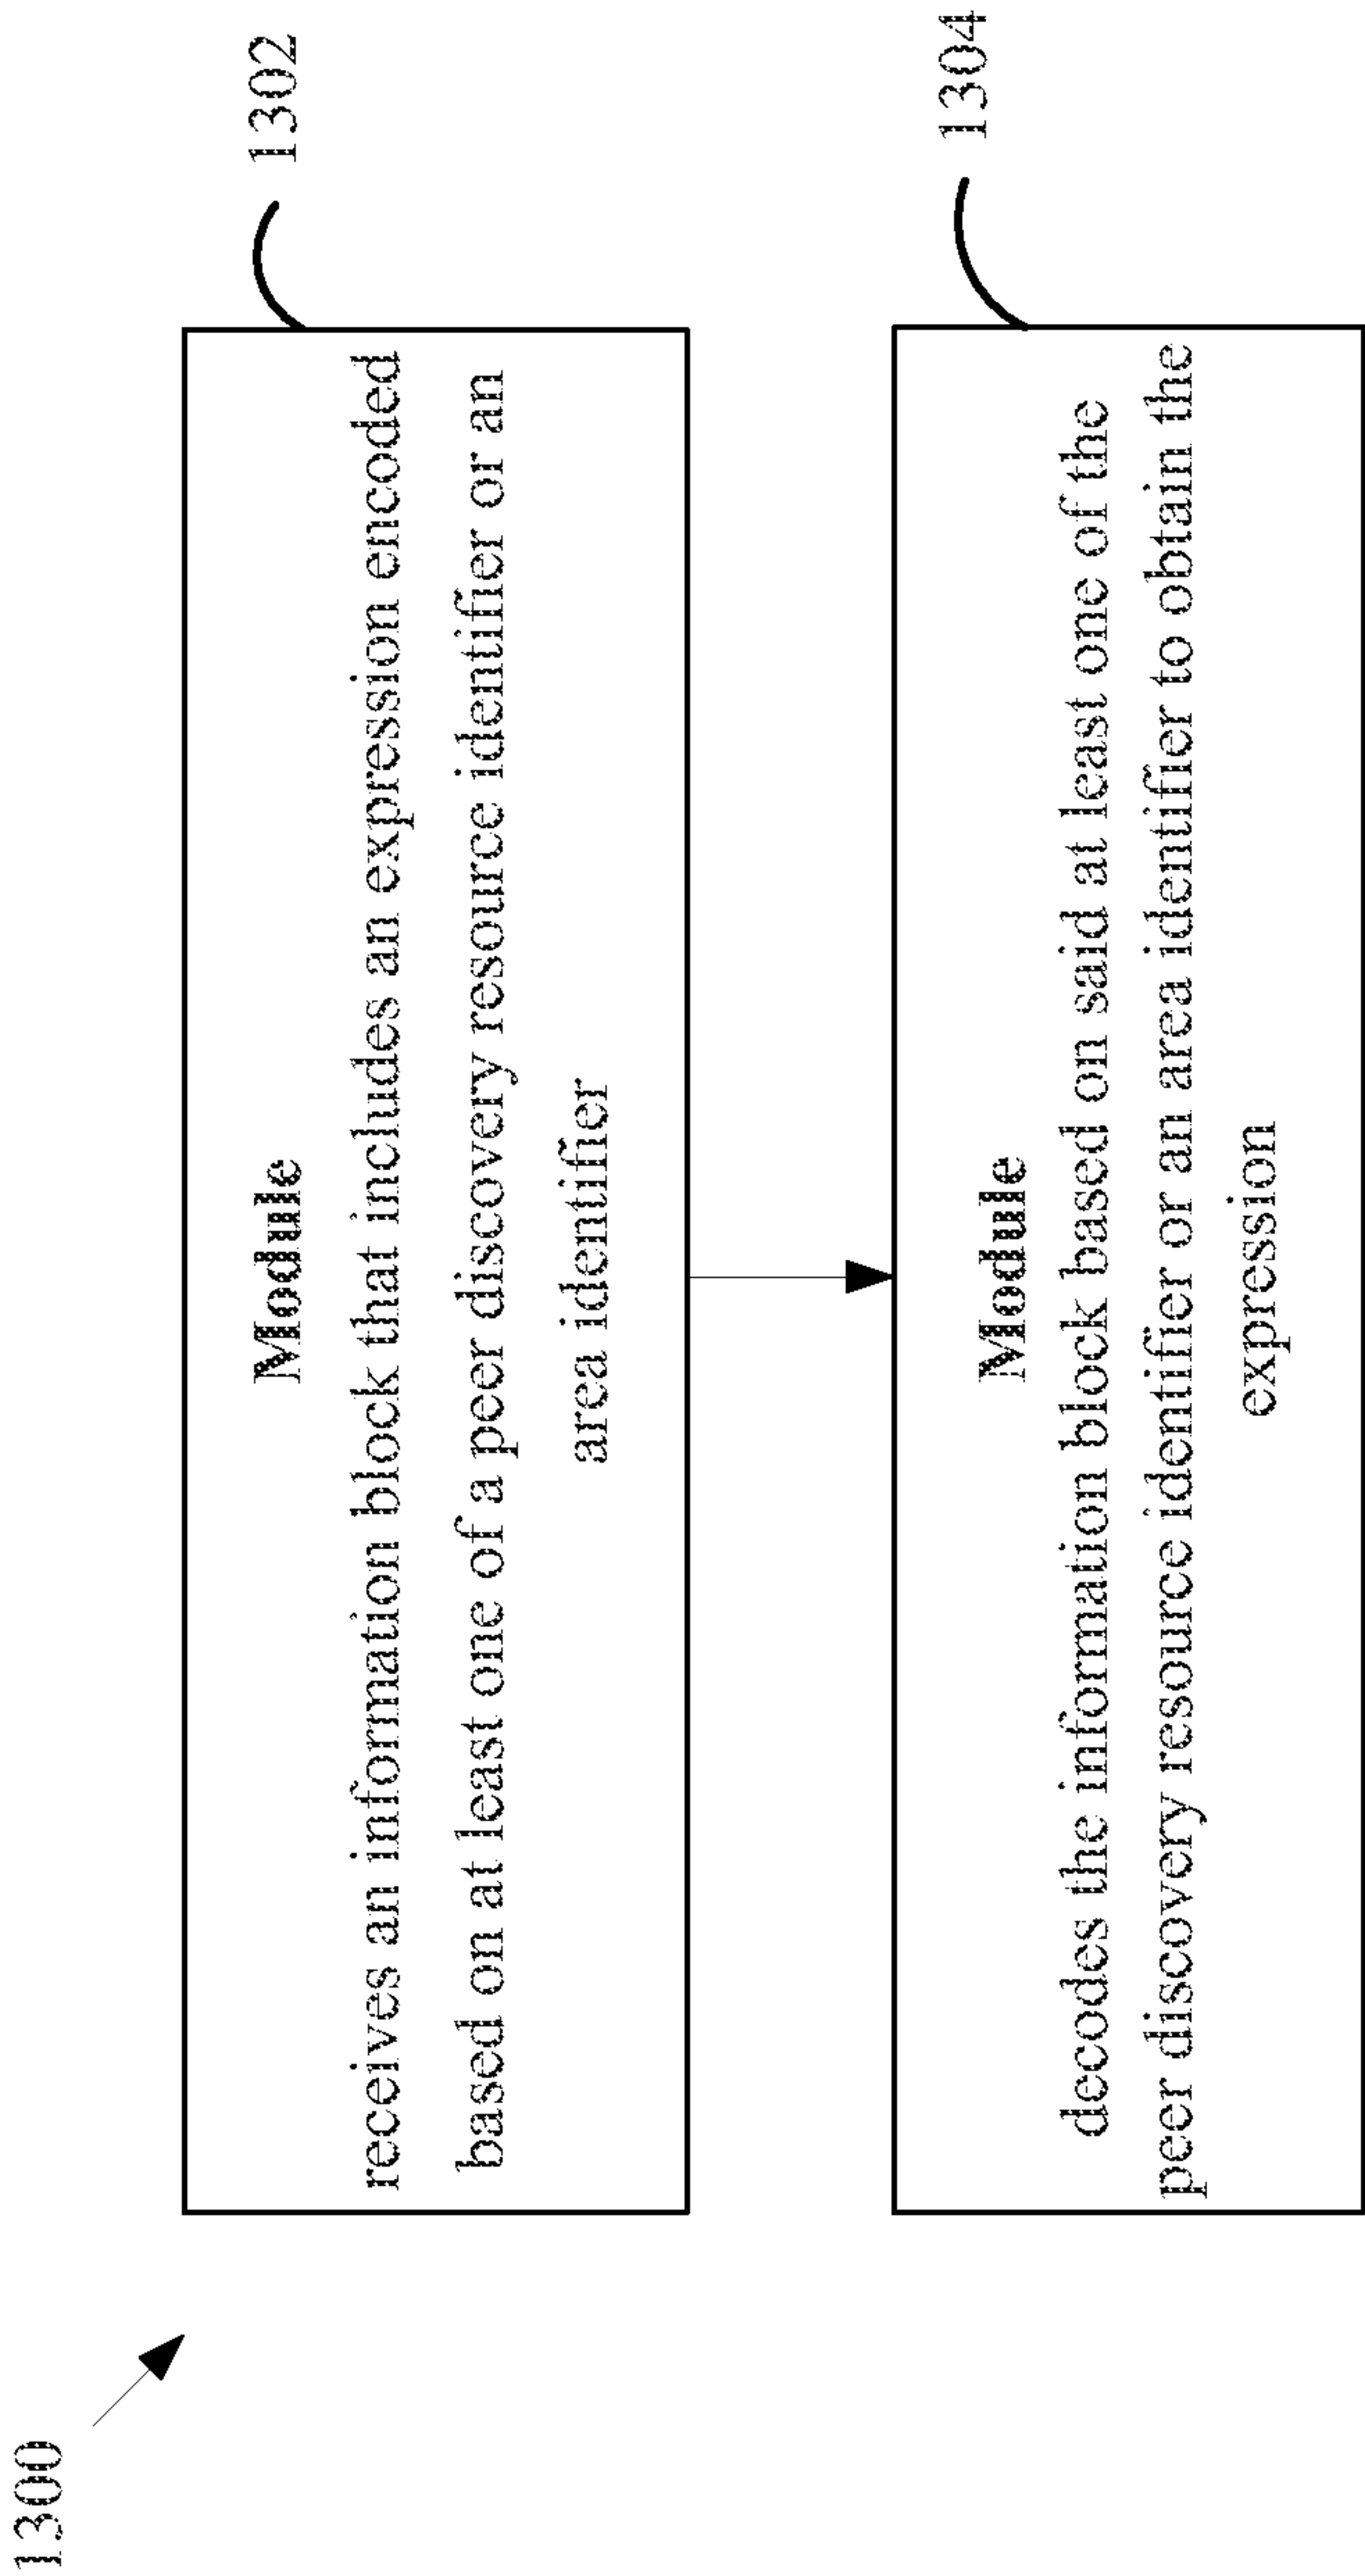 1300
1302
Module
receives an information block that includes an expression encoded
based on at least one of a peer discovery resource identifier or an
area identifier
1304
Module
decodes the information block based on said at least one of the
peer discovery resource identifier or an area identifier to obtain the
expression